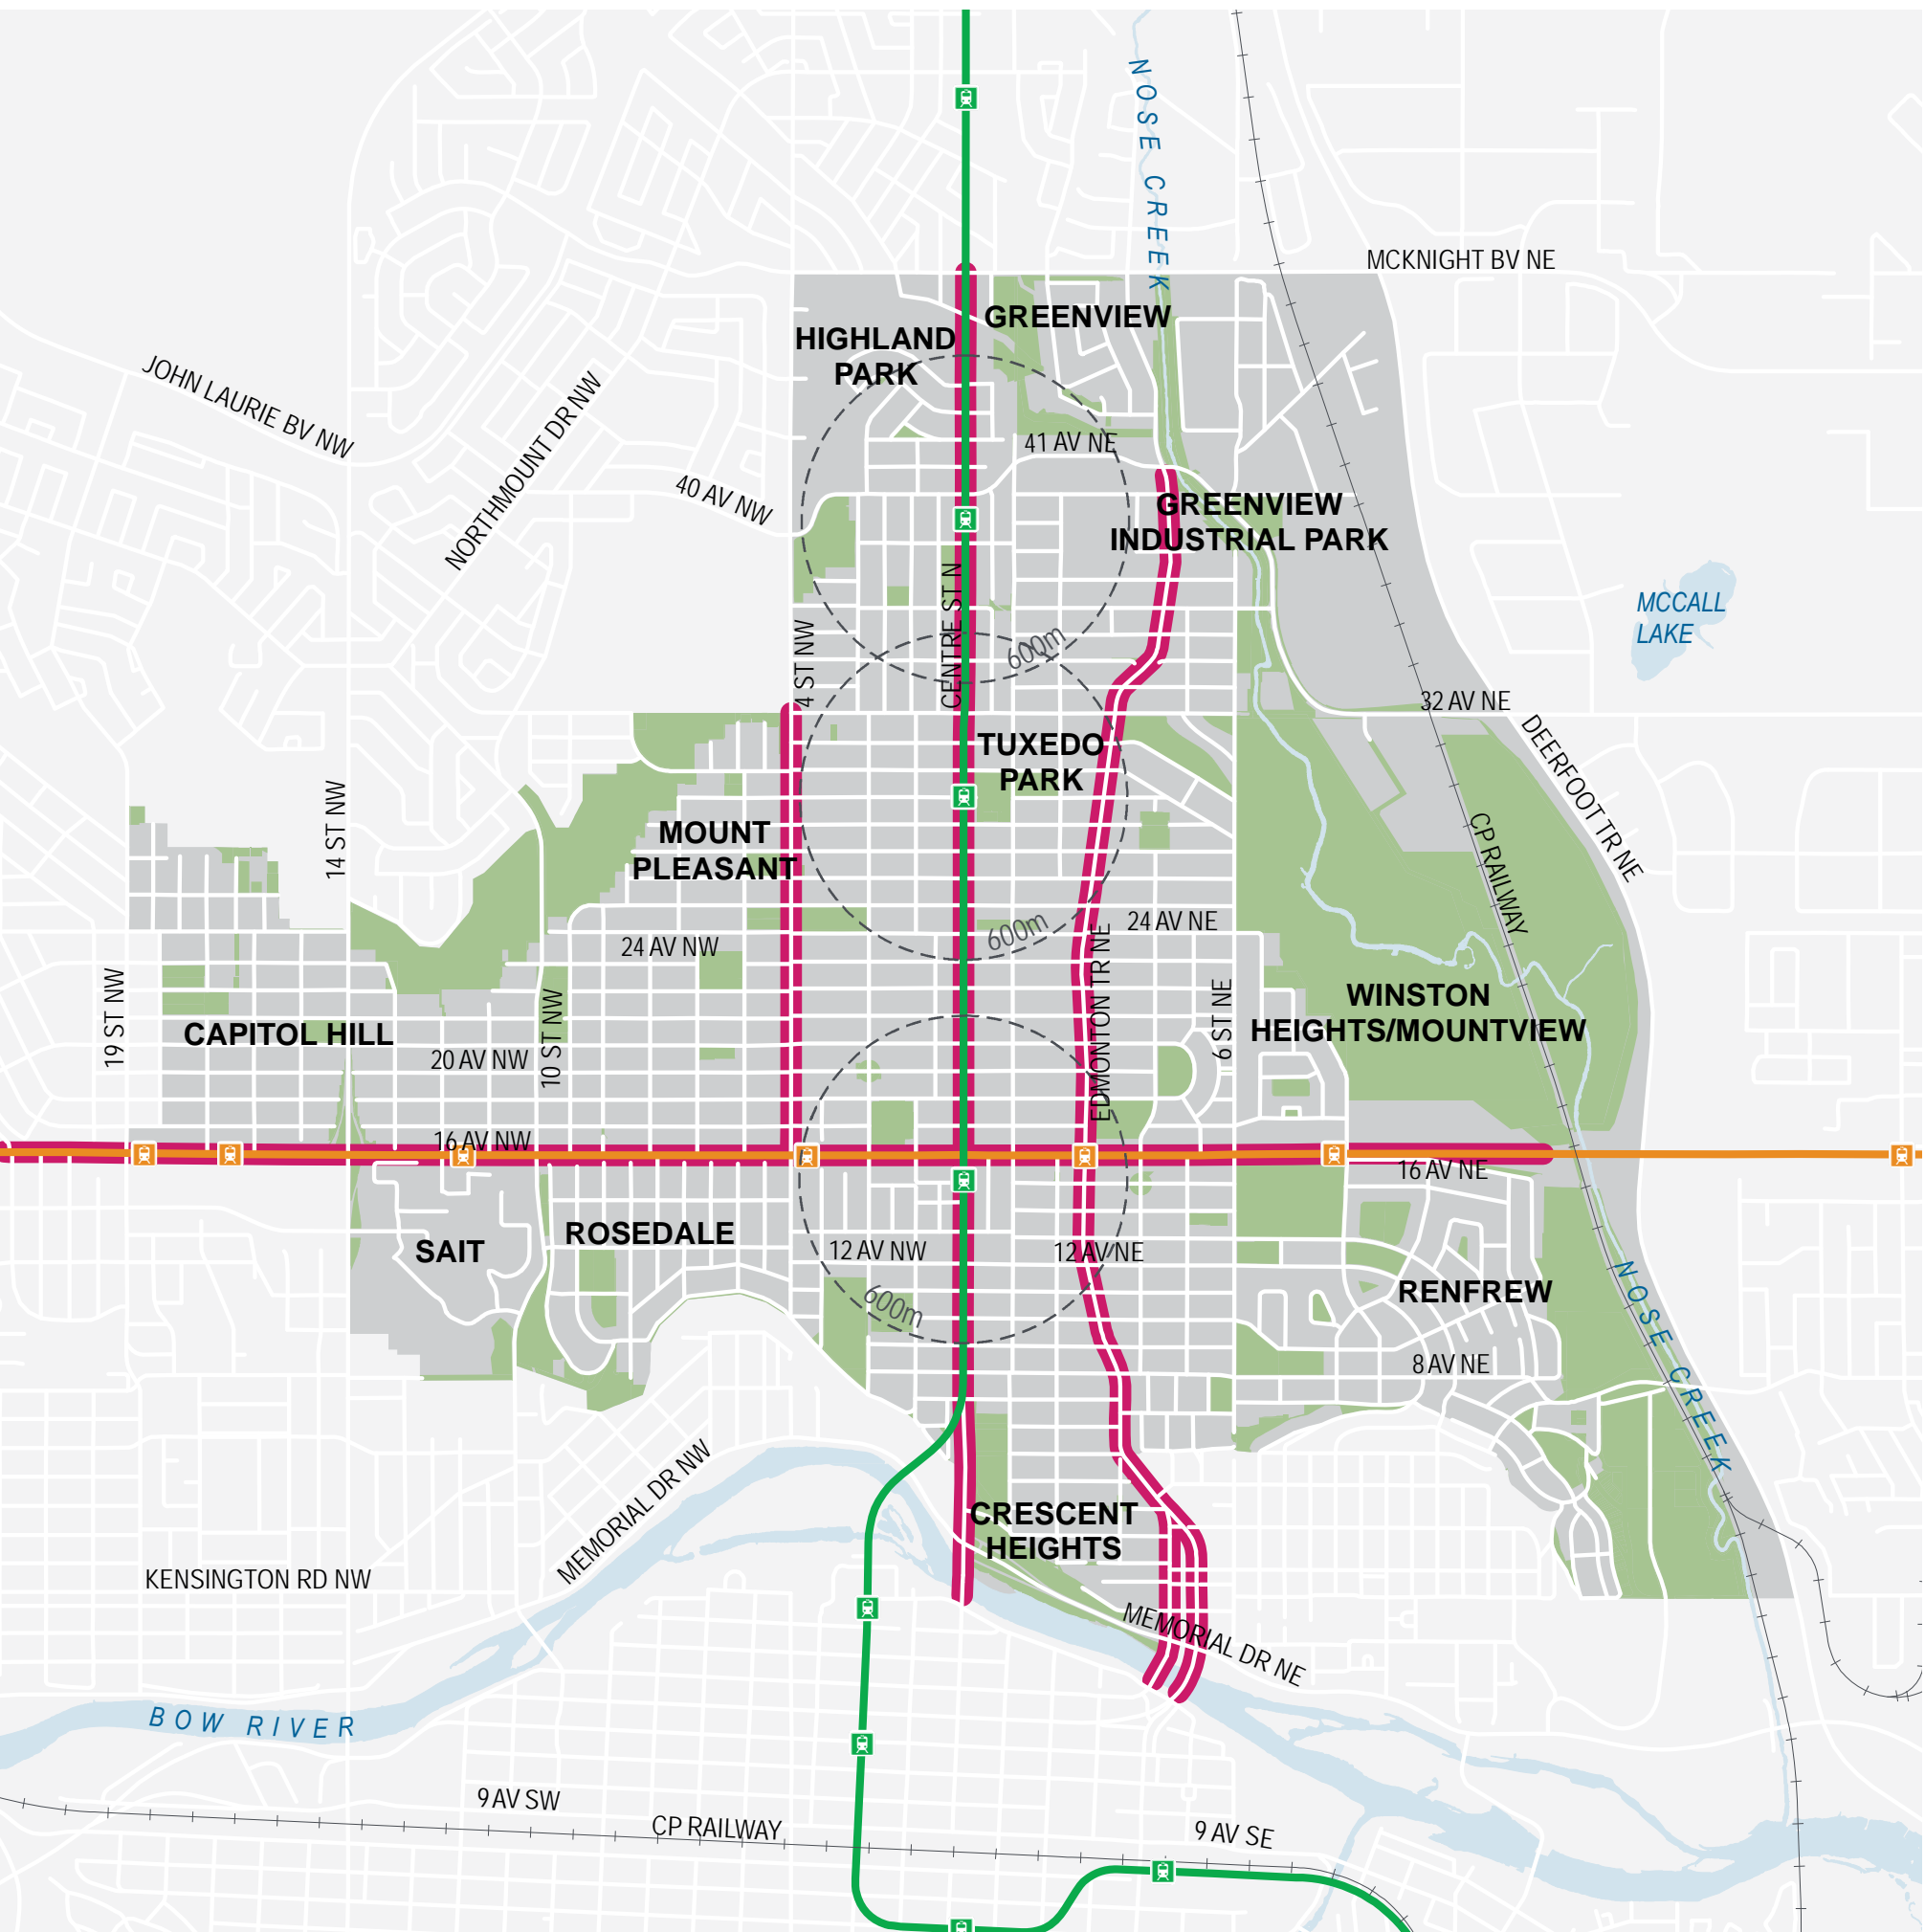 NOSE CREEK
MCKNIGHT BV NE
GREENVIEW
HIGHLAND
PARK
JOHN LAURIE BV NW
NORTHMOUNT DR NW
41 AV NE
40 AV NW
GREENVIEW
INDUSTRIAL PARK
CENTRE ST N
MCCALL
LAKE
600m
4 ST NW
32 AV NE
DEERFOOT TR NE
TUXEDO
PARK
14 ST NW
MOUNT
PLEASANT
CP RAILWAY
24 AV NE
24 AV NW
600m
EDMONTON TR NE
19 ST NW
10 ST NW
6 ST NE
WINSTON
HEIGHTS/MOUNTVIEW
CAPITOL HILL
20 AV NW
16 AV NW
16 AV NE
ROSEDALE
SAIT
12 AV NW
12 AV NE
RENFREW
600m
NOSE CREEK
8 AV NE
MEMORIAL DR NW
CRESCENT
HEIGHTS
KENSINGTON RD NW
MEMORIAL DR NE
BOW RIVER
9 AV SW
CP RAILWAY
9 AV SE